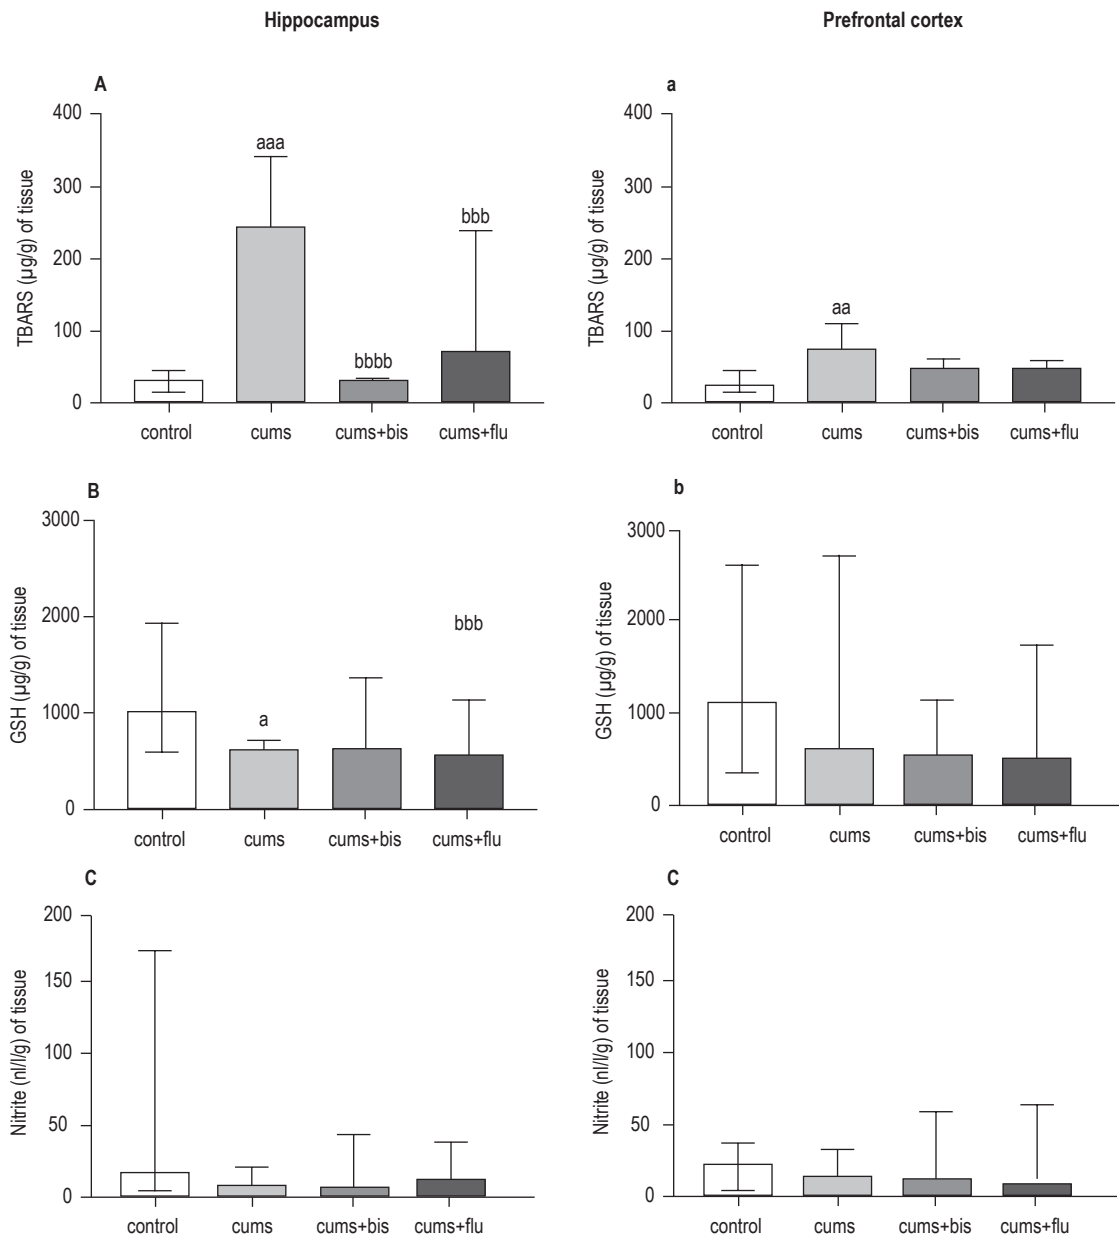 Hippocampus
Prefrontal cortex
A
400
300
200
100
0
TBARS (µg/g) of tissue
aaa
bbbb
bbb
control cums cums+bis cums+flu
a
400
300
200
100
0
TBARS (µg/g) of tissue
aa
control cums cums+bis cums+flu
B
3000
2000
1000
0
GSH (µg/g) of tissue
a
bbb
control cums cums+bis cums+flu
b
3000
2000
1000
0
GSH (µg/g) of tissue
control cums cums+bis cums+flu
C
200
150
100
50
0
Nitrite (nl/l/g) of tissue
control cums cums+bis cums+flu
C
200
150
100
50
0
Nitrite (nl/l/g) of tissue
control cums cums+bis cums+flu